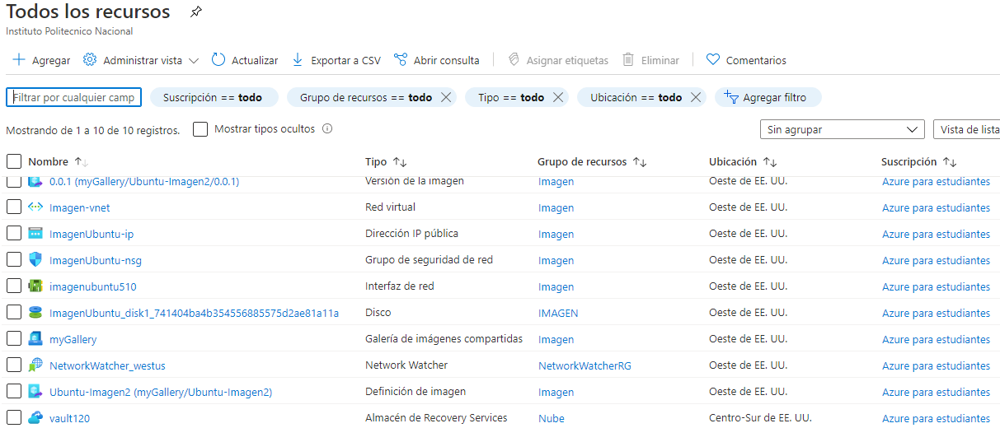 Todos los recursos
Instituto Politecnico Nacional
Agregar Administrar vista Actualizar Exportar a CSV Abrir consulta Asignar etiquetas Eliminar Comentarios
Filtrar por cualquier camp Suscripción == todo Grupo de recursos == todo Tipo == todo Ubicación == todo Agregar filtro
Mostrando de 1 a 10 de 10 registros. Mostrar tipos ocultos Sin agrupar Vista de lista
Nombre Tipo Grupo de recursos Ubicación Suscripción
0.0.1 (myGallery/Ubuntu-Imagen2/0.0.1) Versión de la imagen Imagen Oeste de EE. UU. Azure para estudiantes
Imagen-vnet Red virtual Imagen Oeste de EE. UU. Azure para estudiantes
ImagenUbuntu-ip Dirección IP pública Imagen Oeste de EE. UU. Azure para estudiantes
ImagenUbuntu-nsg Grupo de seguridad de red Imagen Oeste de EE. UU. Azure para estudiantes
imagenubuntu510 Interfaz de red Imagen Oeste de EE. UU. Azure para estudiantes
ImagenUbuntu_disk1_741404ba4b354556885575d2ae81a11a Disco IMAGEN Oeste de EE. UU. Azure para estudiantes
myGallery Galería de imágenes compartidas Imagen Oeste de EE. UU. Azure para estudiantes
NetworkWatcher_westus Network Watcher NetworkWatcherRG Oeste de EE. UU. Azure para estudiantes
Ubuntu-Imagen2 (myGallery/Ubuntu-Imagen2) Definición de imagen Imagen Oeste de EE. UU. Azure para estudiantes
vault120 Almacén de Recovery Services Nube Centro-Sur de EE. UU. Azure para estudiantes